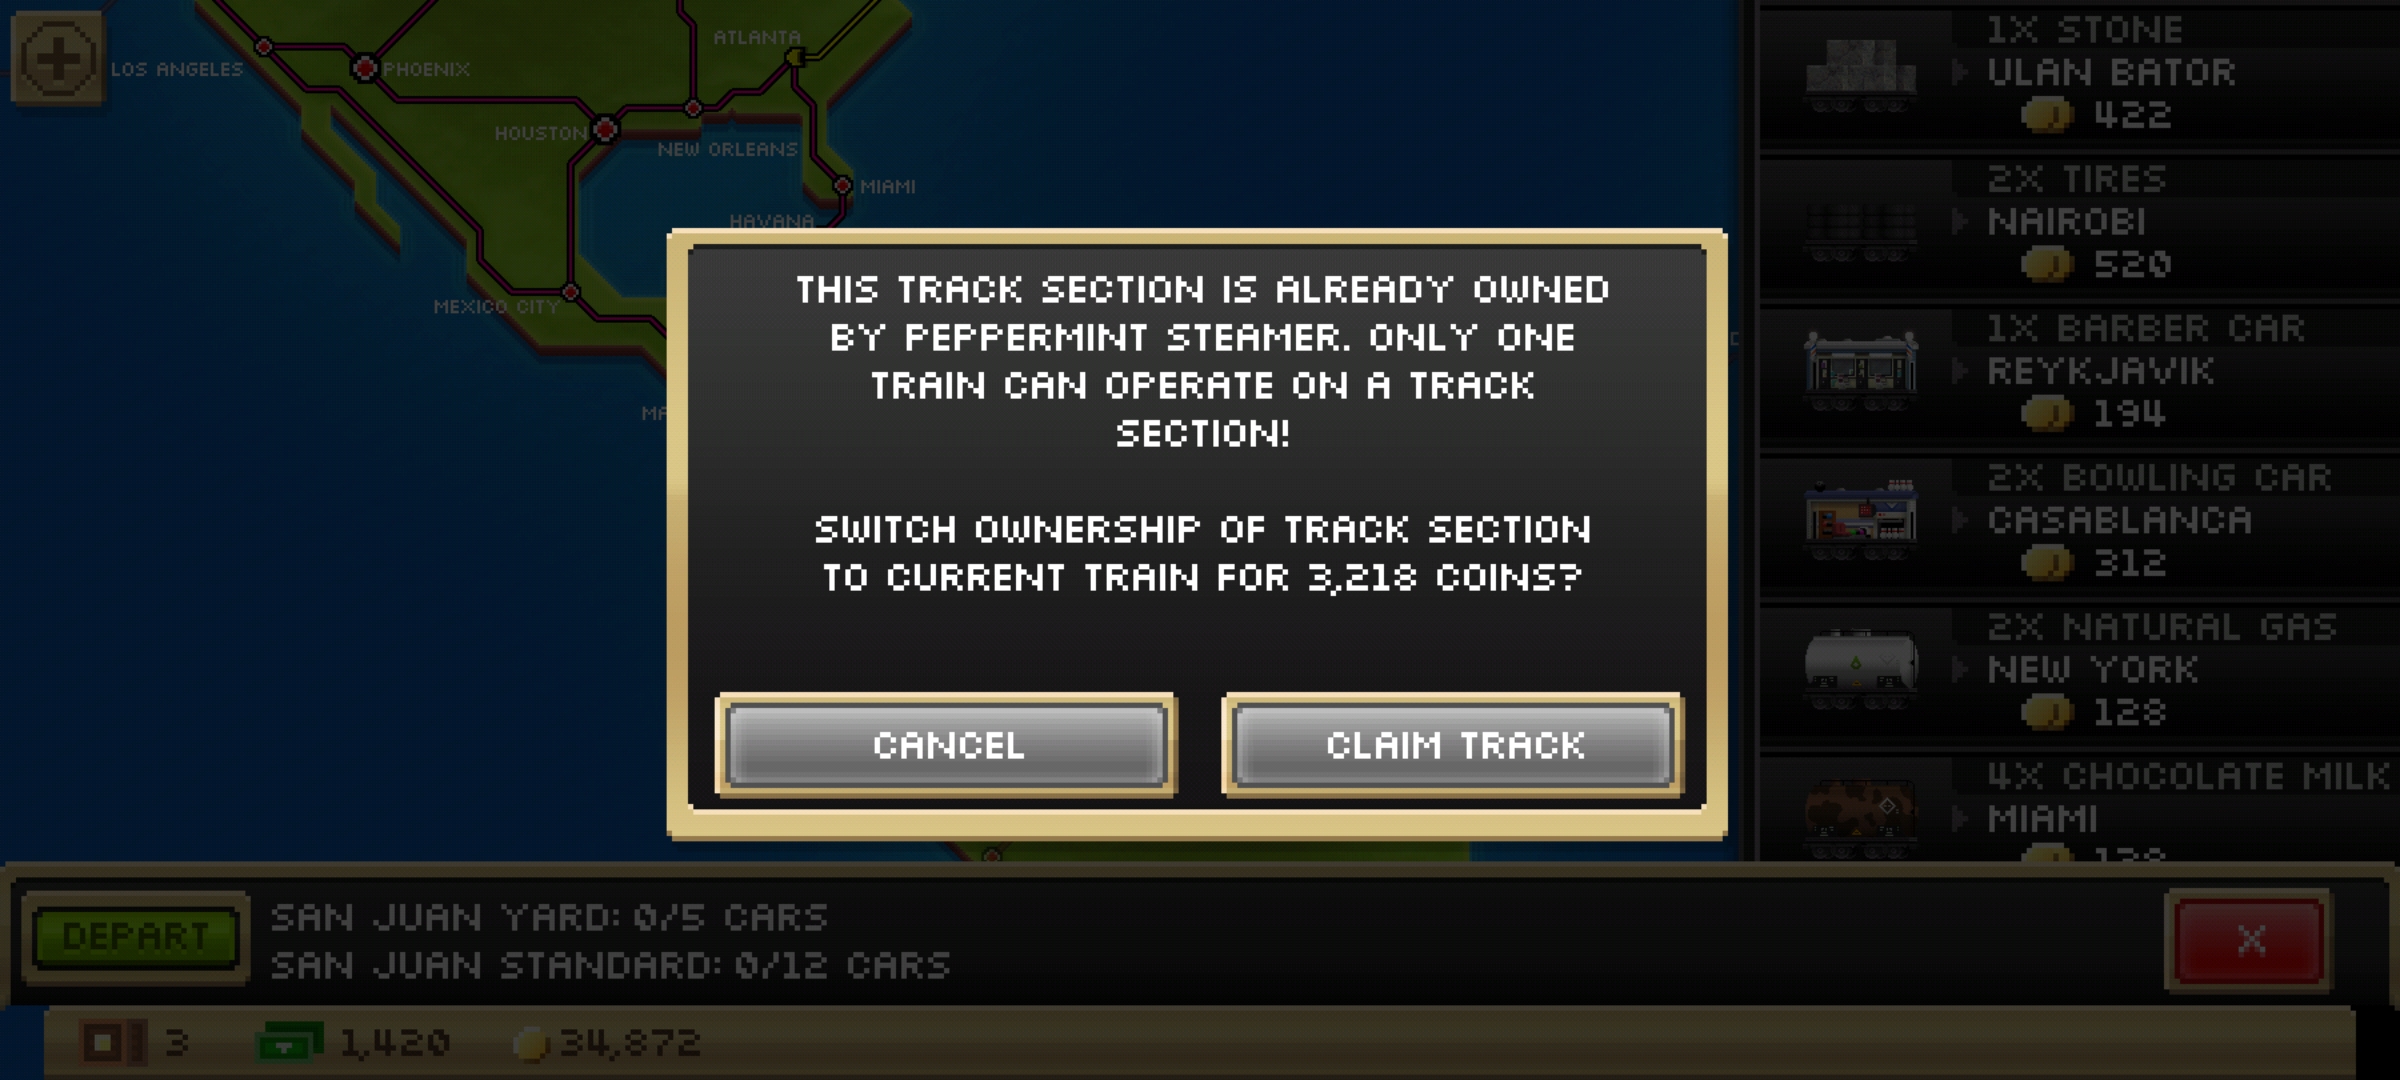 ATLANTA
LOS ANGELES
PHOENIX
HOUSTON
NEW ORLEANS
MIAMI
HAVANA
MEXICO CITY
THIS TRACK SECTION IS ALREADY OWNED
BY PEPPERMINT STEAMER. ONLY ONE
TRAIN CAN OPERATE ON A TRACK
SECTION!
SWITCH OWNERSHIP OF TRACK SECTION
TO CURRENT TRAIN FOR 3,218 COINS?
CANCEL
CLAIM TRACK
1X STONE
ULAN BATOR
422
2X TIRES
NAIROBI
520
1X BARBER CAR
REYKJAVIK
194
2X BOWLING CAR
CASABLANCA
312
2X NATURAL GAS
NEW YORK
128
4X CHOCOLATE MILK
MIAMI
DEPART
SAN JUAN YARD: 0/5 CARS
SAN JUAN STANDARD: 0/12 CARS
X
3
1,420
34,872